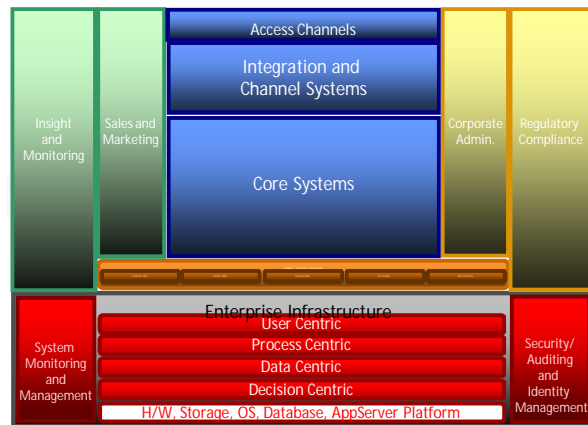 Access Channels
Integration and
Channel Systems
Insight
and
Monitoring
Sales and
Marketing
Core Systems
Corporate
Admin.
Regulatory
Compliance
Enterprise Infrastructure
User Centric
Process Centric
Data Centric
Decision Centric
H/W, Storage, OS, Database, AppServer Platform
System
Monitoring
and
Management
Security/
Auditing
and
Identity
Management